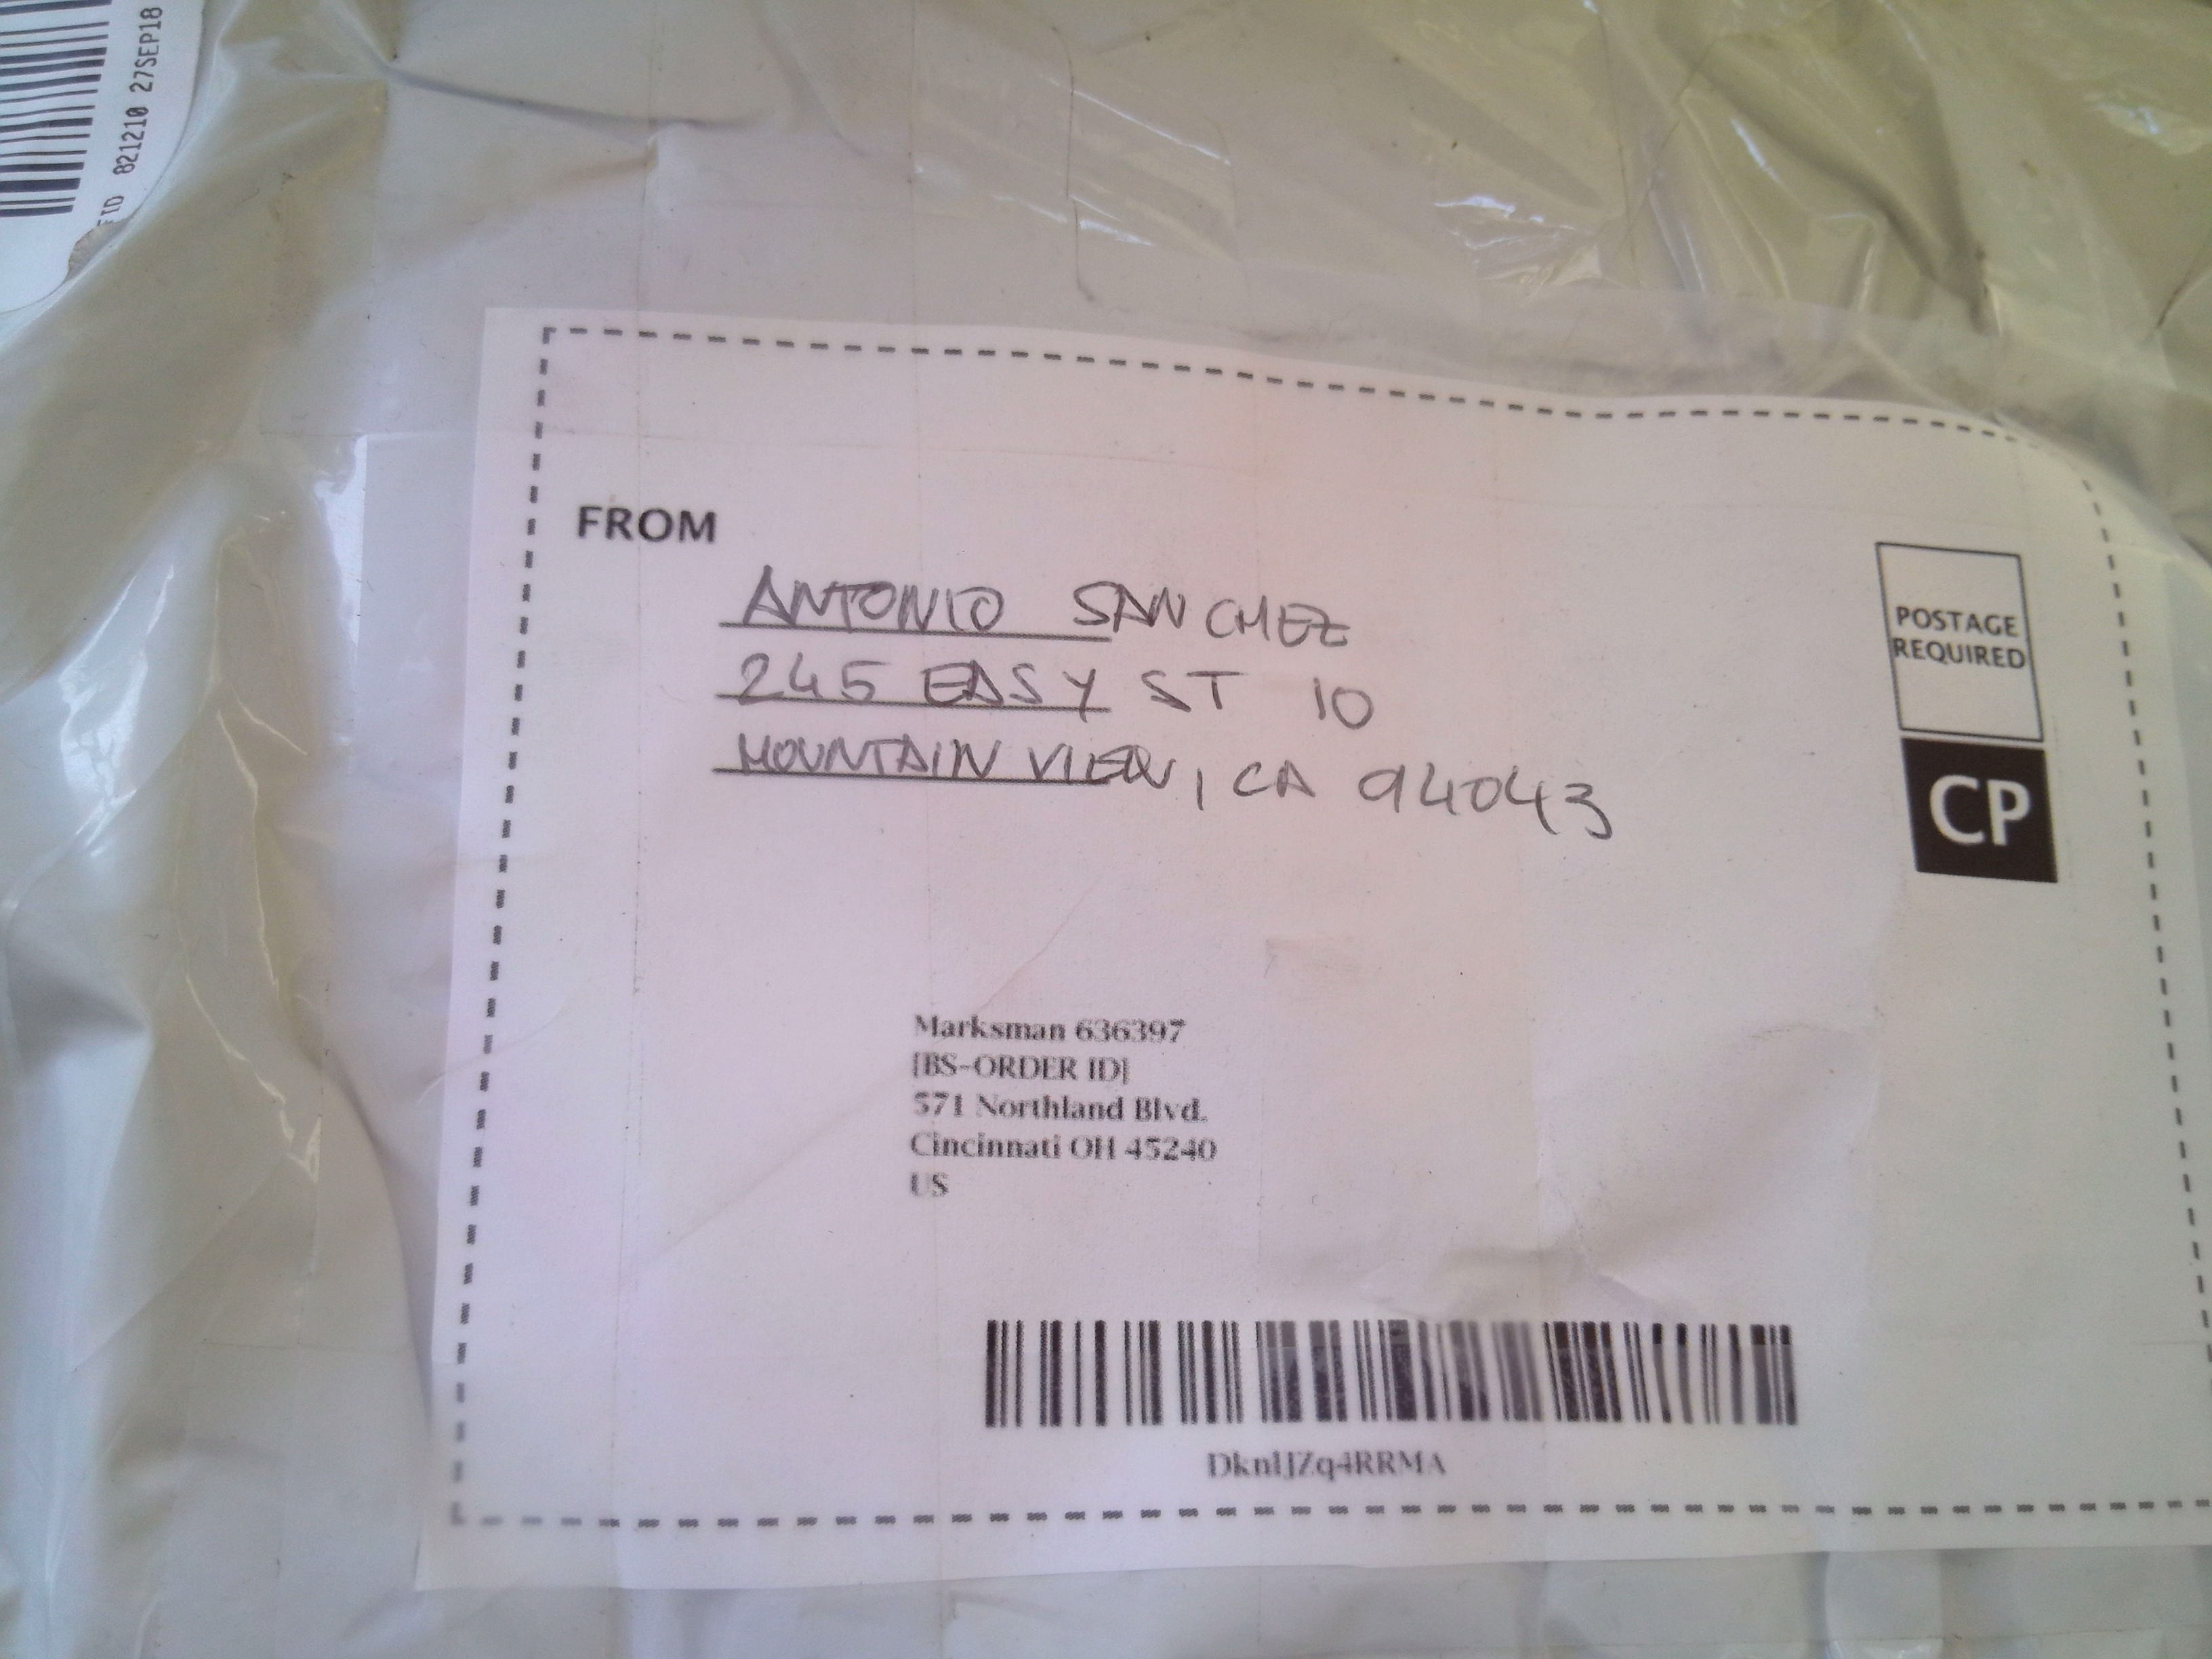 821210 27SEP18
FROM
ANTONIO SANCHEZ
245 EASY ST 10
MOUNTAIN VIEW, CA 94043
POSTAGE
REQUIRED
CP
Marksman 636397
[BS-ORDER ID]
571 Northland Blvd.
Cincinnati OH 45240
US